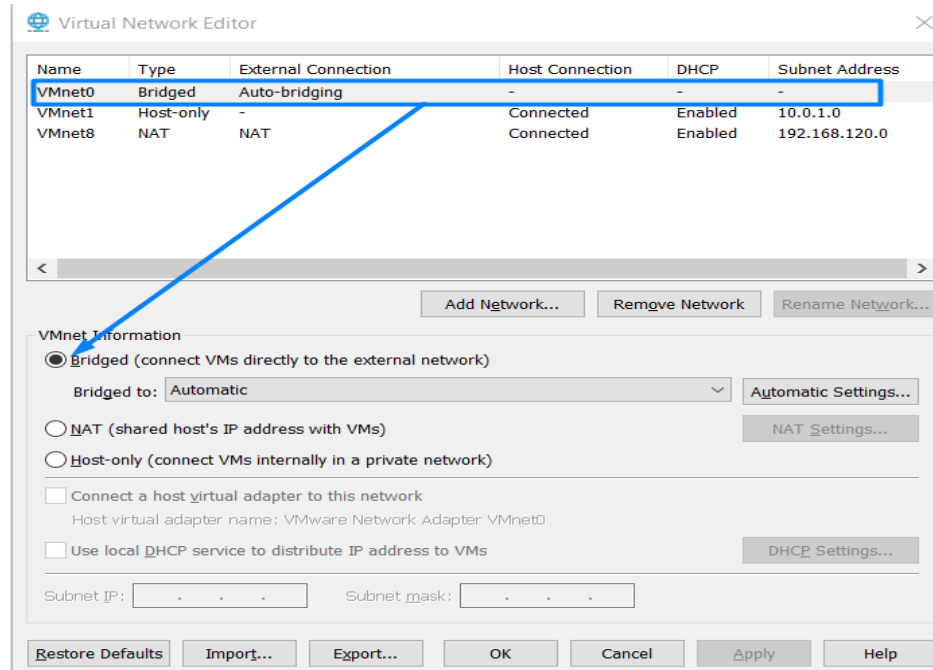 Virtual Network Editor
Name Type External Connection Host Connection DHCP Subnet Address
VMnet0 Bridged Auto-bridging - - -
VMnet1 Host-only - Connected Enabled 10.0.1.0
VMnet8 NAT NAT Connected Enabled 192.168.120.0
Add Network... Remove Network Rename Network...
VMnet Information
Bridged (connect VMs directly to the external network)
Bridged to: Automatic Automatic Settings...
NAT (shared host's IP address with VMs) NAT Settings...
Host-only (connect VMs internally in a private network)
Connect a host virtual adapter to this network
Host virtual adapter name: VMware Network Adapter VMnet0
Use local DHCP service to distribute IP address to VMs DHCP Settings...
Subnet IP: . . . Subnet mask: . . .
Restore Defaults Import... Export... OK Cancel Apply Help